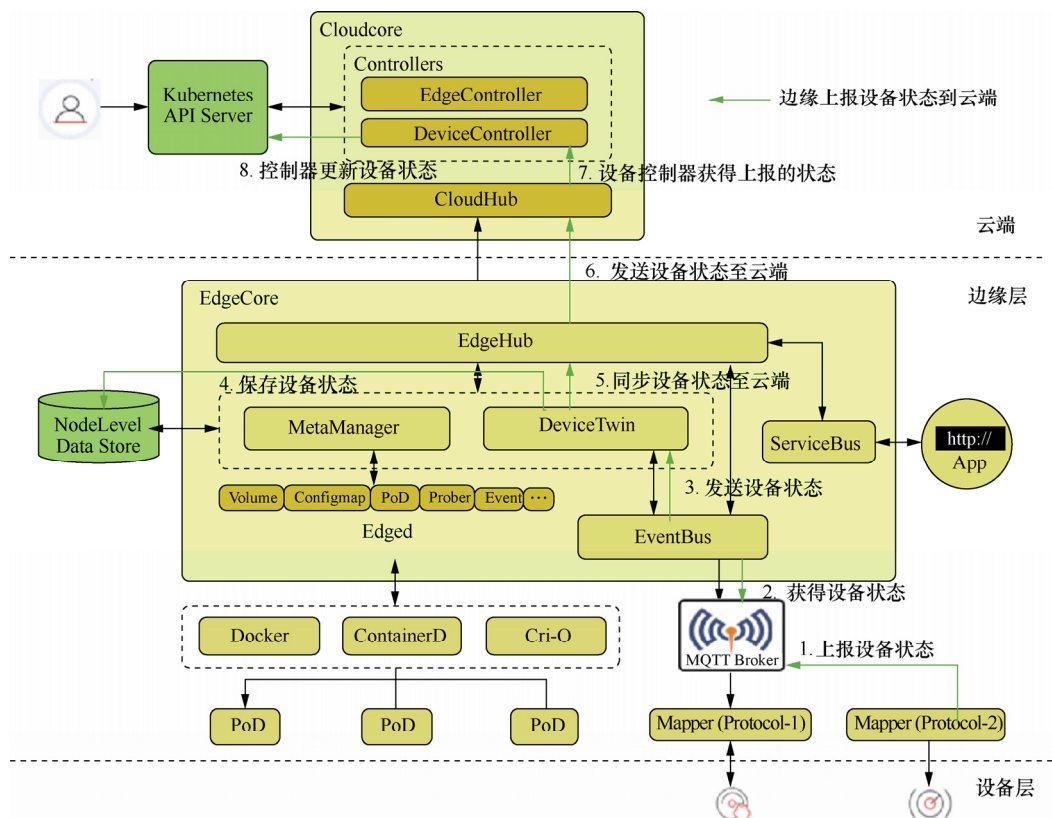 Cloudcore
Controllers
Kubernetes
API Server
EdgeController
DeviceController
边缘上报设备状态到云端
8. 控制器更新设备状态
7. 设备控制器获得上报的状态
CloudHub
云端
6. 发送设备状态至云端
EdgeCore
边缘层
EdgeHub
4. 保存设备状态
5.同步设备状态至云端
NodeLevel
Data Store
MetaManager
DeviceTwin
ServiceBus
http://
App
Volume
Configmap
PoD
Prober
Event
···
3. 发送设备状态
Edged
EventBus
2. 获得设备状态
Docker
ContainerD
Cri-O
MQTT Broker
1.上报设备状态
PoD
PoD
PoD
Mapper (Protocol-1)
Mapper (Protocol-2)
设备层